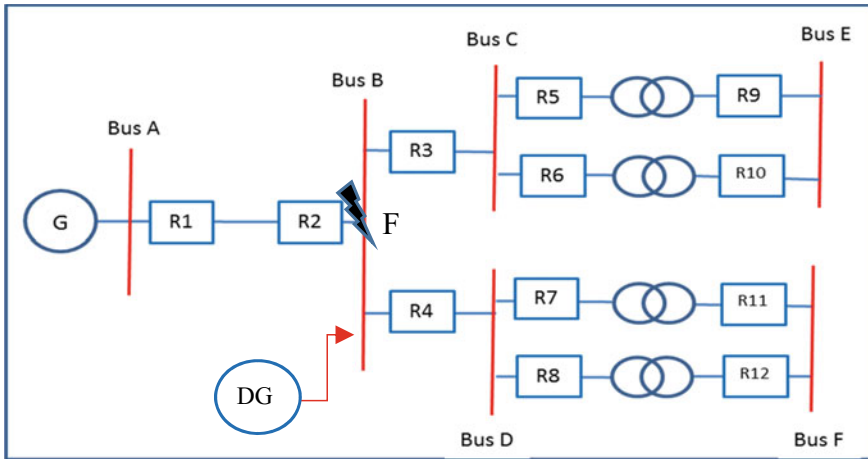 Bus A
Bus B
Bus C
Bus E
G
R1
R2
F
R3
R5
R9
R6
R10
R4
R7
R11
R8
R12
DG
Bus D
Bus F